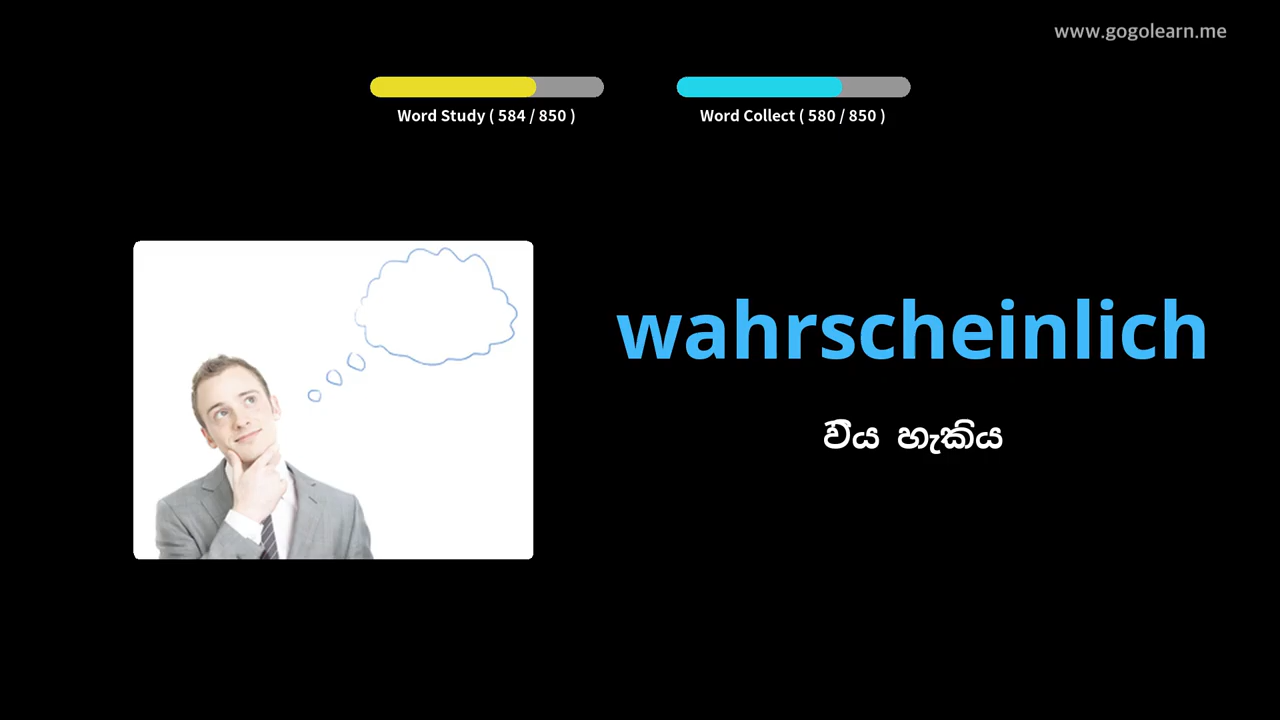 www.gogolearn.me
Word Study ( 584 / 850 )
Word Collect ( 580 / 850 )
wahrscheinlich
විය හැකිය